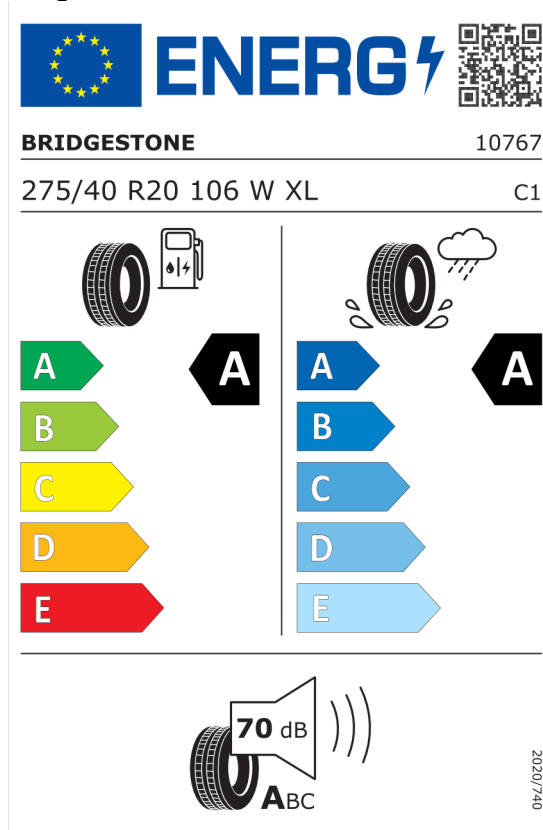 ENERG
BRIDGESTONE 10767
275/40 R20 106 W XL C1
A A A A
B B
C C
D D
E E
70 dB
ABC
2020/740